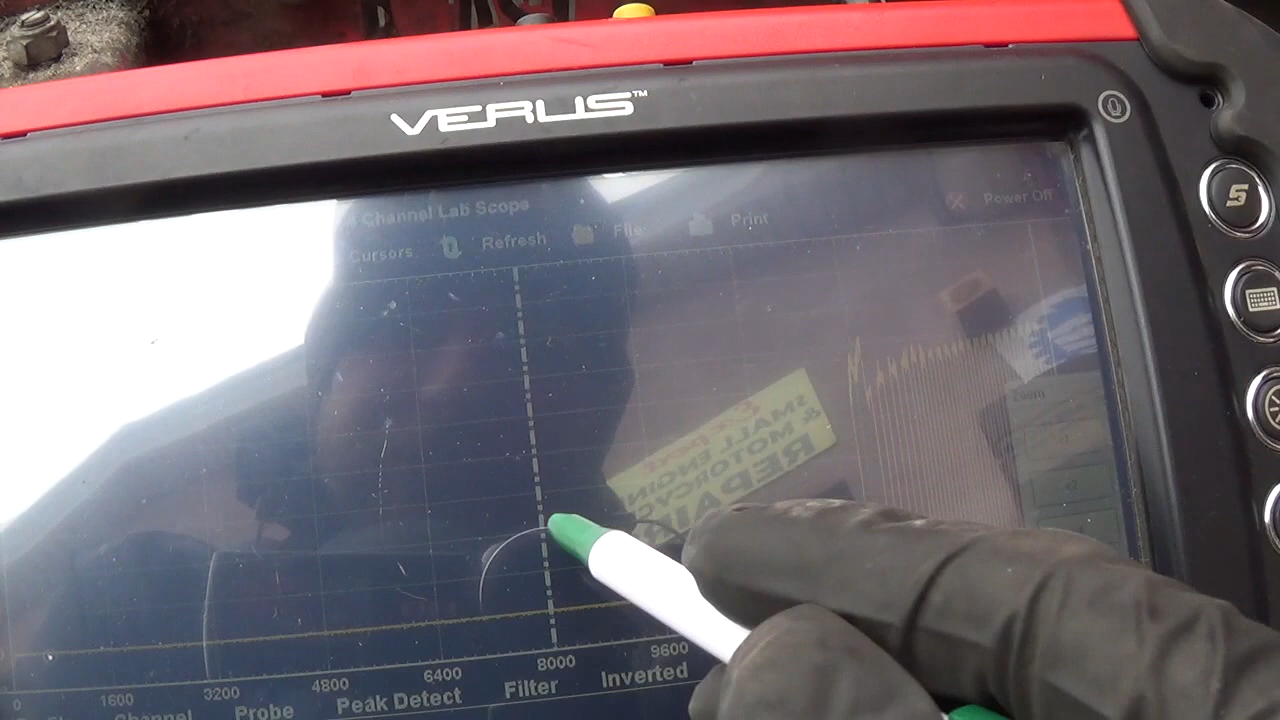 VERUS™
Channel Lab Scope
Power Off
Cursors Refresh File Print
Zoom
x2
SMALL ENGINE
& MOTORCYCLE
REPAIR
0 1600 3200 4800 6400 8000 9600
Channel Probe Peak Detect Filter Inverted